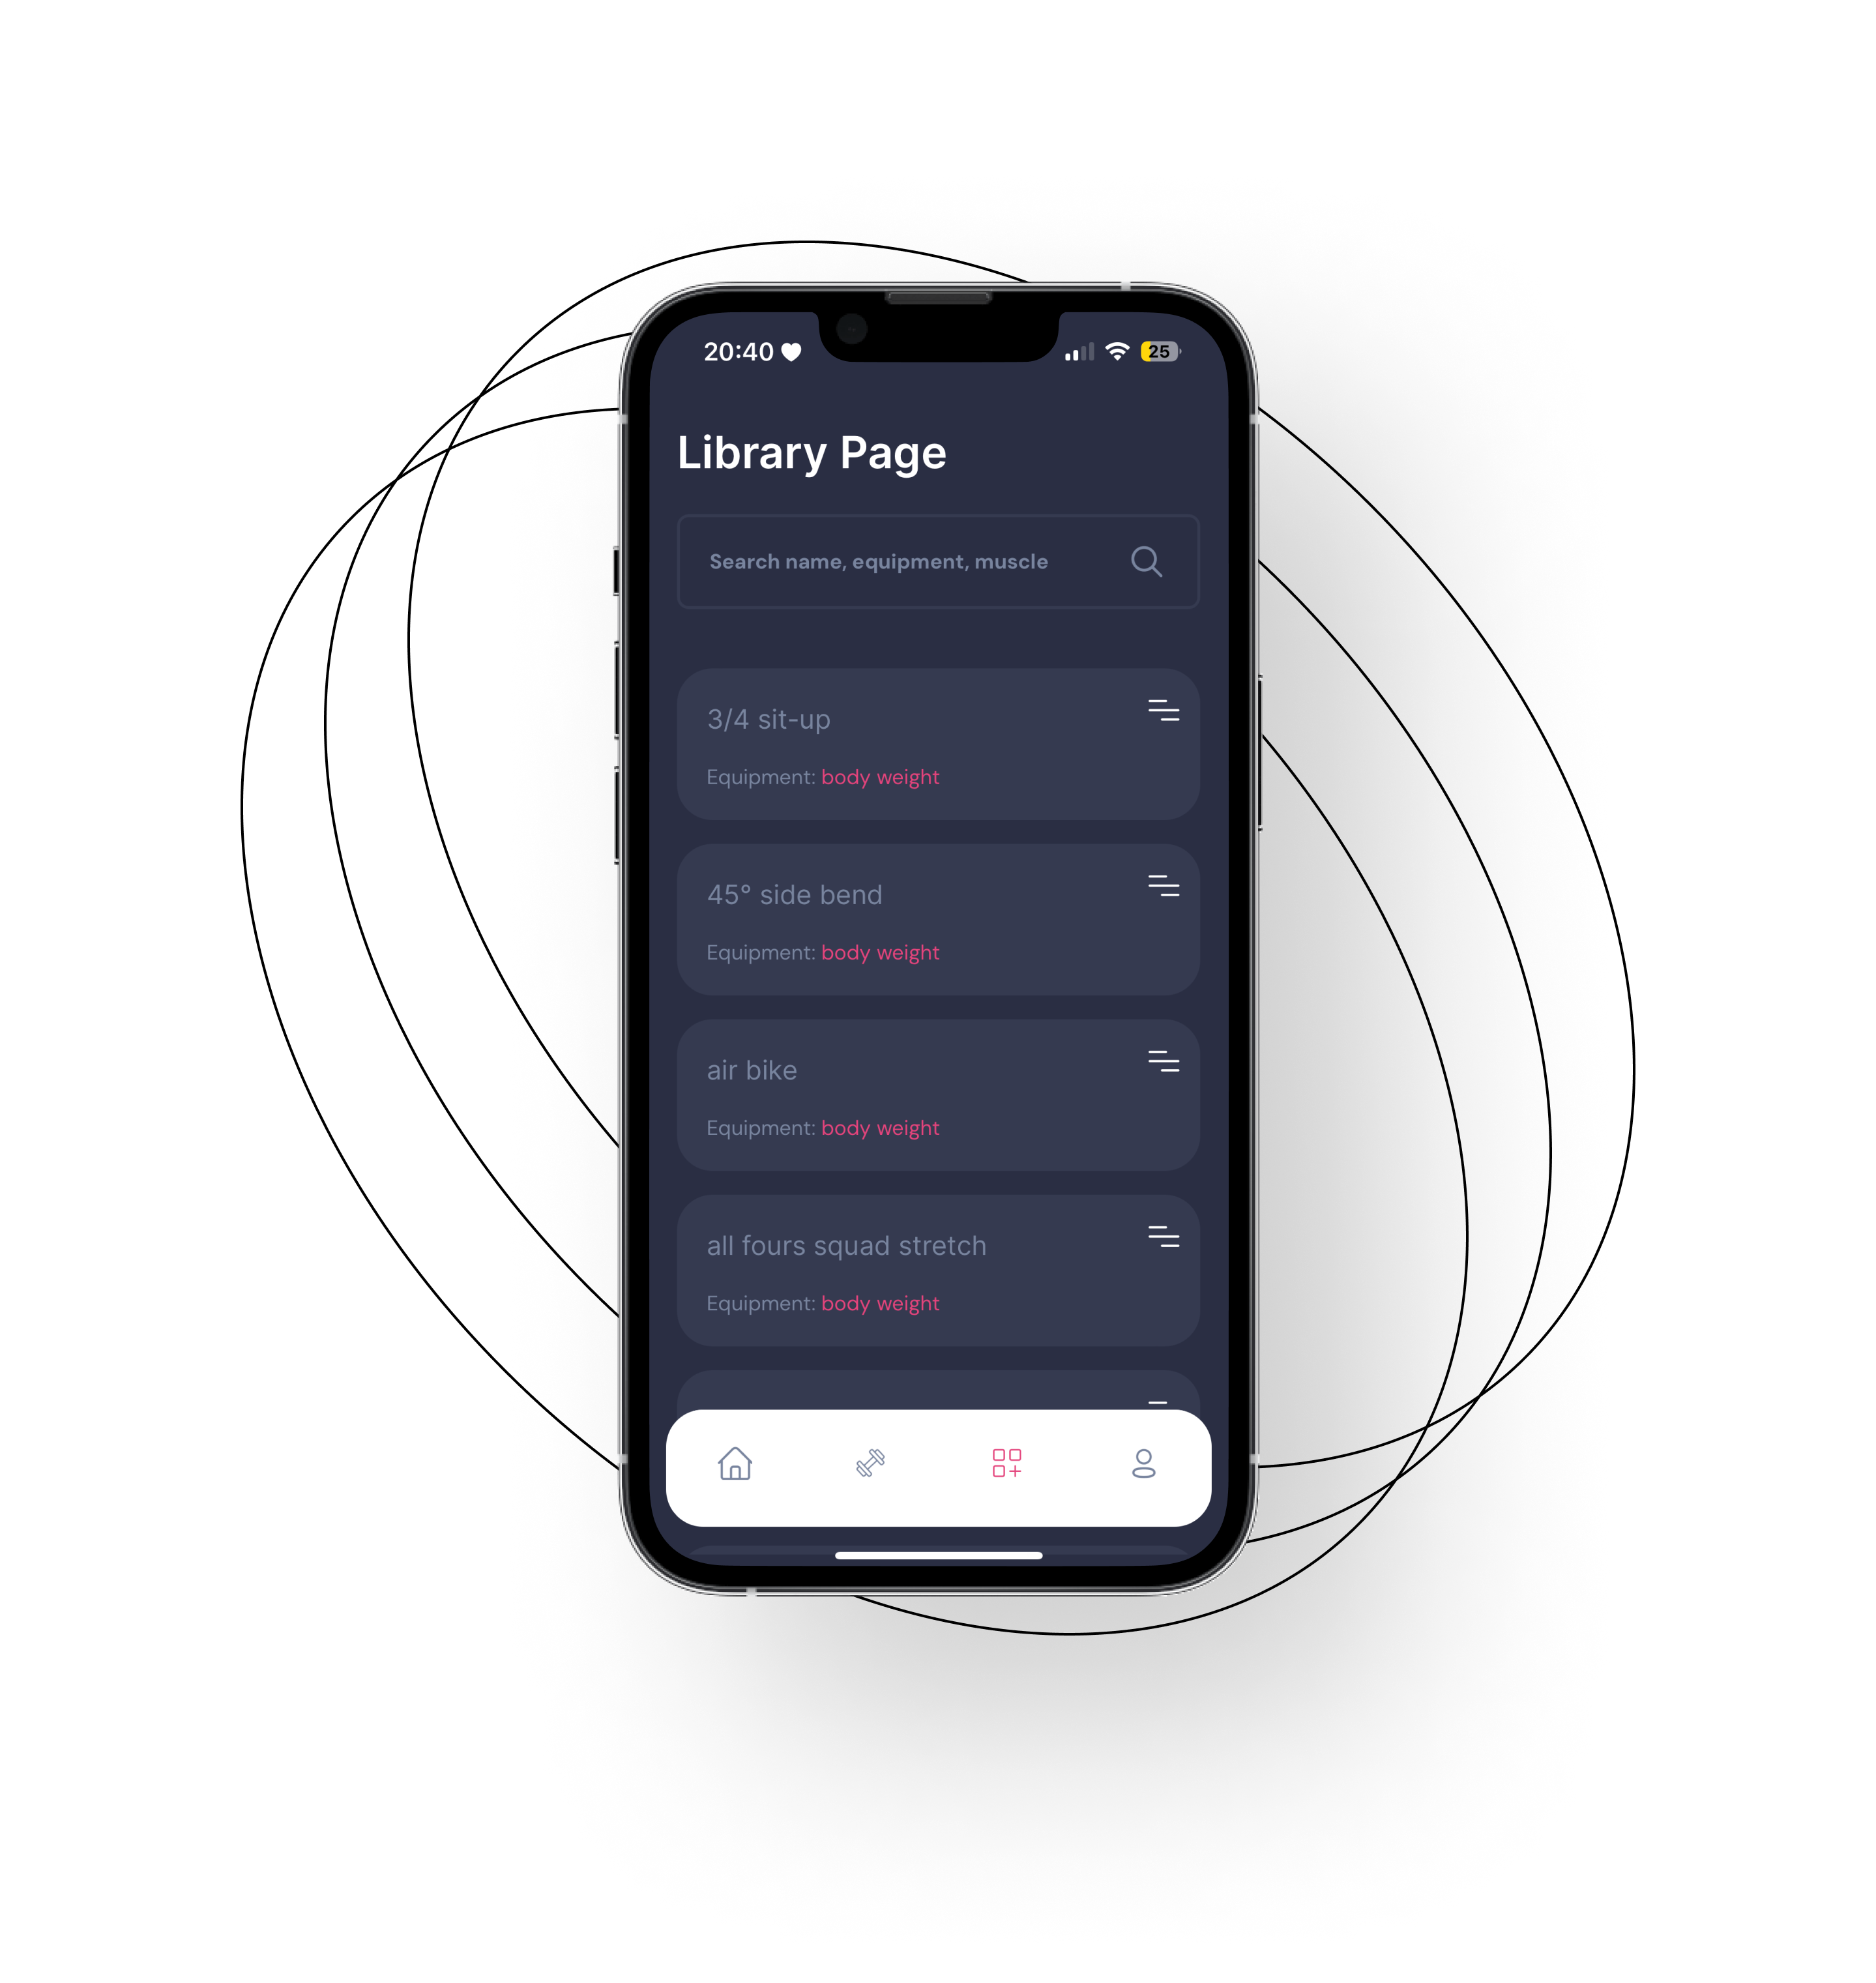 20:40
25
Library Page
Search name, equipment, muscle
3/4 sit-up
Equipment: body weight
45° side bend
Equipment: body weight
air bike
Equipment: body weight
all fours squad stretch
Equipment: body weight